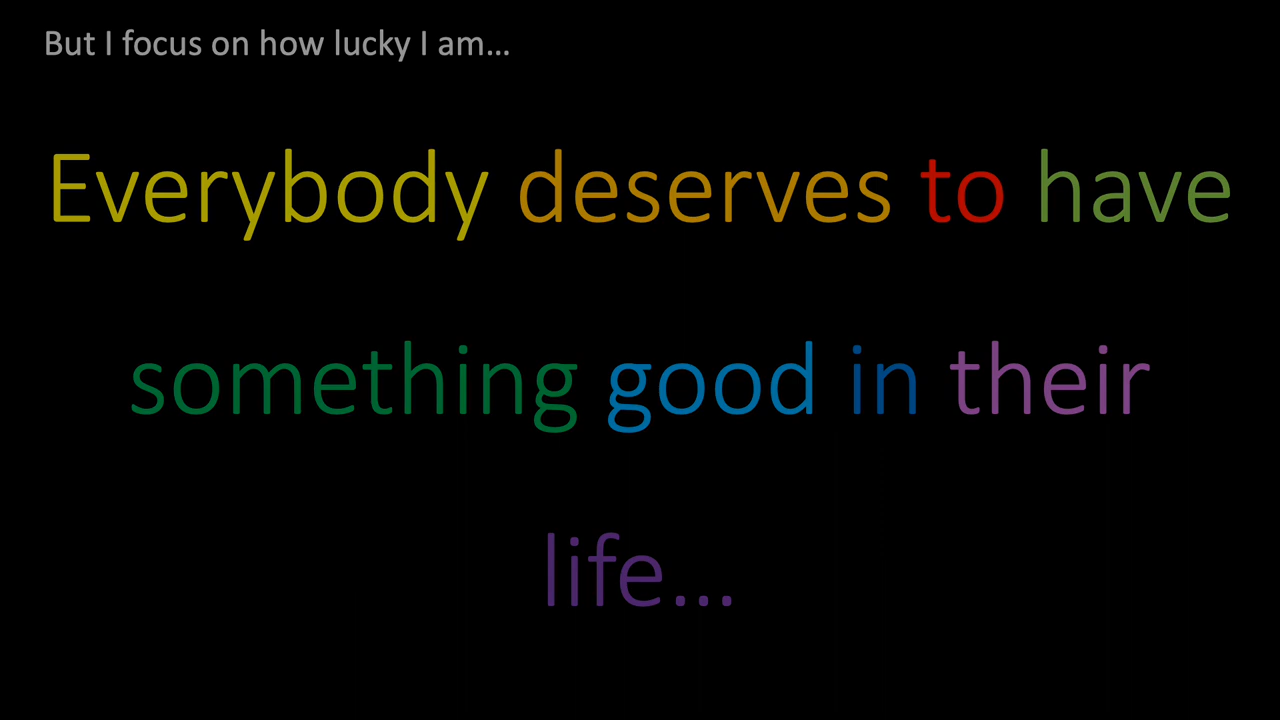 But I focus on how lucky I am...
Everybody deserves to have
something good in their
life...